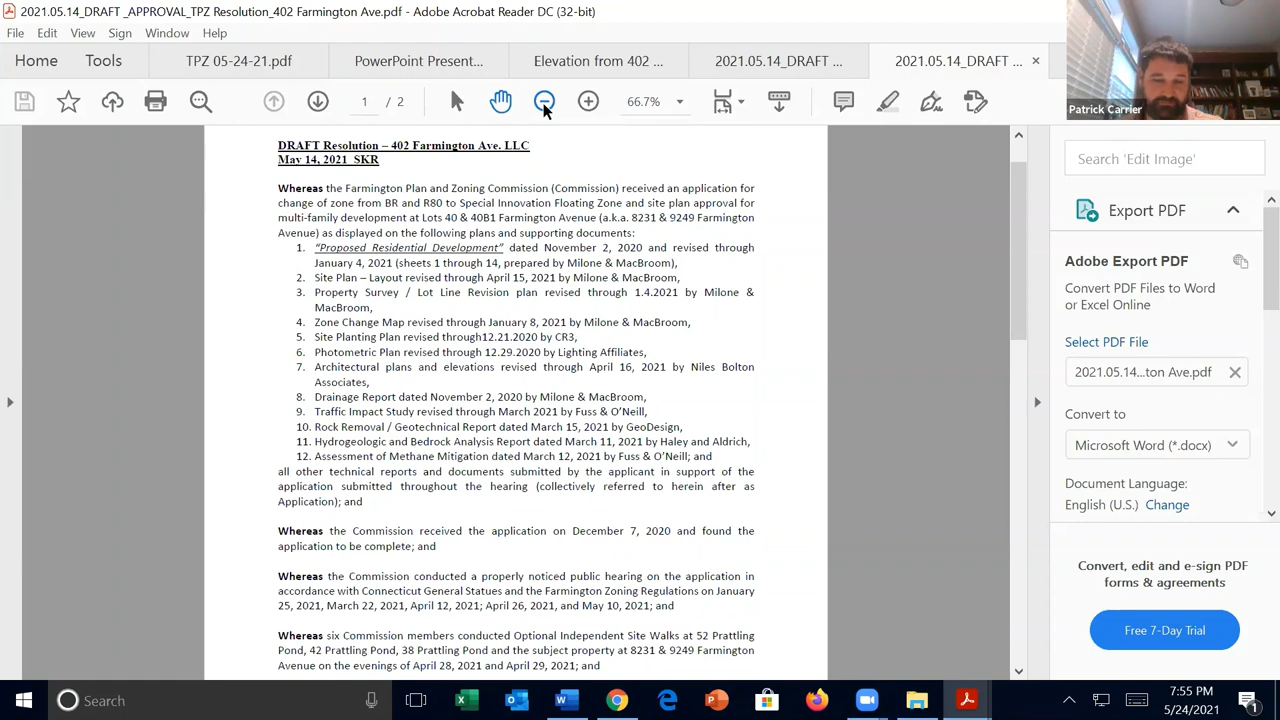 2021.05.14_DRAFT _APPROVAL_TPZ Resolution_402 Farmington Ave.pdf - Adobe Acrobat Reader DC (32-bit)
File Edit View Sign Window Help
Home Tools TPZ 05-24-21.pdf PowerPoint Present... Elevation from 402 ... 2021.05.14_DRAFT ... 2021.05.14_DRAFT ... ×
1 / 2 66.7%
Patrick Carrier
DRAFT Resolution – 402 Farmington Ave. LLC
May 14, 2021 SKR
Whereas the Farmington Plan and Zoning Commission (Commission) received an application for
change of zone from BR and R80 to Special Innovation Floating Zone and site plan approval for
multi-family development at Lots 40 & 40B1 Farmington Avenue (a.k.a. 8231 & 9249 Farmington
Avenue) as displayed on the following plans and supporting documents:
1. "Proposed Residential Development" dated November 2, 2020 and revised through
January 4, 2021 (sheets 1 through 14, prepared by Milone & MacBroom),
2. Site Plan – Layout revised through April 15, 2021 by Milone & MacBroom,
3. Property Survey / Lot Line Revision plan revised through 1.4.2021 by Milone &
MacBroom,
4. Zone Change Map revised through January 8, 2021 by Milone & MacBroom,
5. Site Planting Plan revised through12.21.2020 by CR3,
6. Photometric Plan revised through 12.29.2020 by Lighting Affiliates,
7. Architectural plans and elevations revised through April 16, 2021 by Niles Bolton
Associates,
8. Drainage Report dated November 2, 2020 by Milone & MacBroom,
9. Traffic Impact Study revised through March 2021 by Fuss & O'Neill,
10. Rock Removal / Geotechnical Report dated March 15, 2021 by GeoDesign,
11. Hydrogeologic and Bedrock Analysis Report dated March 11, 2021 by Haley and Aldrich,
12. Assessment of Methane Mitigation dated March 12, 2021 by Fuss & O'Neill; and
all other technical reports and documents submitted by the applicant in support of the
application submitted throughout the hearing (collectively referred to herein after as
Application); and
Whereas the Commission received the application on December 7, 2020 and found the
application to be complete; and
Whereas the Commission conducted a properly noticed public hearing on the application in
accordance with Connecticut General Statues and the Farmington Zoning Regulations on January
25, 2021, March 22, 2021, April 12, 2021; April 26, 2021, and May 10, 2021; and
Whereas six Commission members conducted Optional Independent Site Walks at 52 Prattling
Pond, 42 Prattling Pond, 38 Prattling Pond and the subject property at 8231 & 9249 Farmington
Avenue on the evenings of April 28, 2021 and April 29, 2021; and
Search 'Edit Image'
Export PDF
Adobe Export PDF
Convert PDF Files to Word
or Excel Online
Select PDF File
2021.05.14...ton Ave.pdf
Convert to
Microsoft Word (*.docx)
Document Language:
English (U.S.) Change
Convert, edit and e-sign PDF
forms & agreements
Free 7-Day Trial
Search
7:55 PM
5/24/2021
1